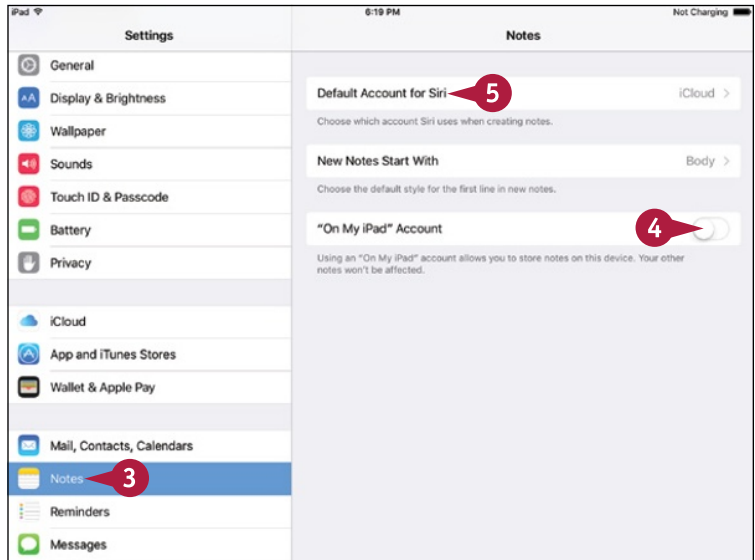 iPad 6:19 PM Not Charging
Settings
General
Display & Brightness
Wallpaper
Sounds
Touch ID & Passcode
Battery
Privacy
iCloud
App and iTunes Stores
Wallet & Apple Pay
Mail, Contacts, Calendars
Notes 3
Reminders
Messages
Notes
Default Account for Siri 5 iCloud >
Choose which account Siri uses when creating notes.
New Notes Start With Body >
Choose the default style for the first line in new notes.
"On My iPad" Account 4
Using an "On My iPad" account allows you to store notes on this device. Your other
notes won't be affected.